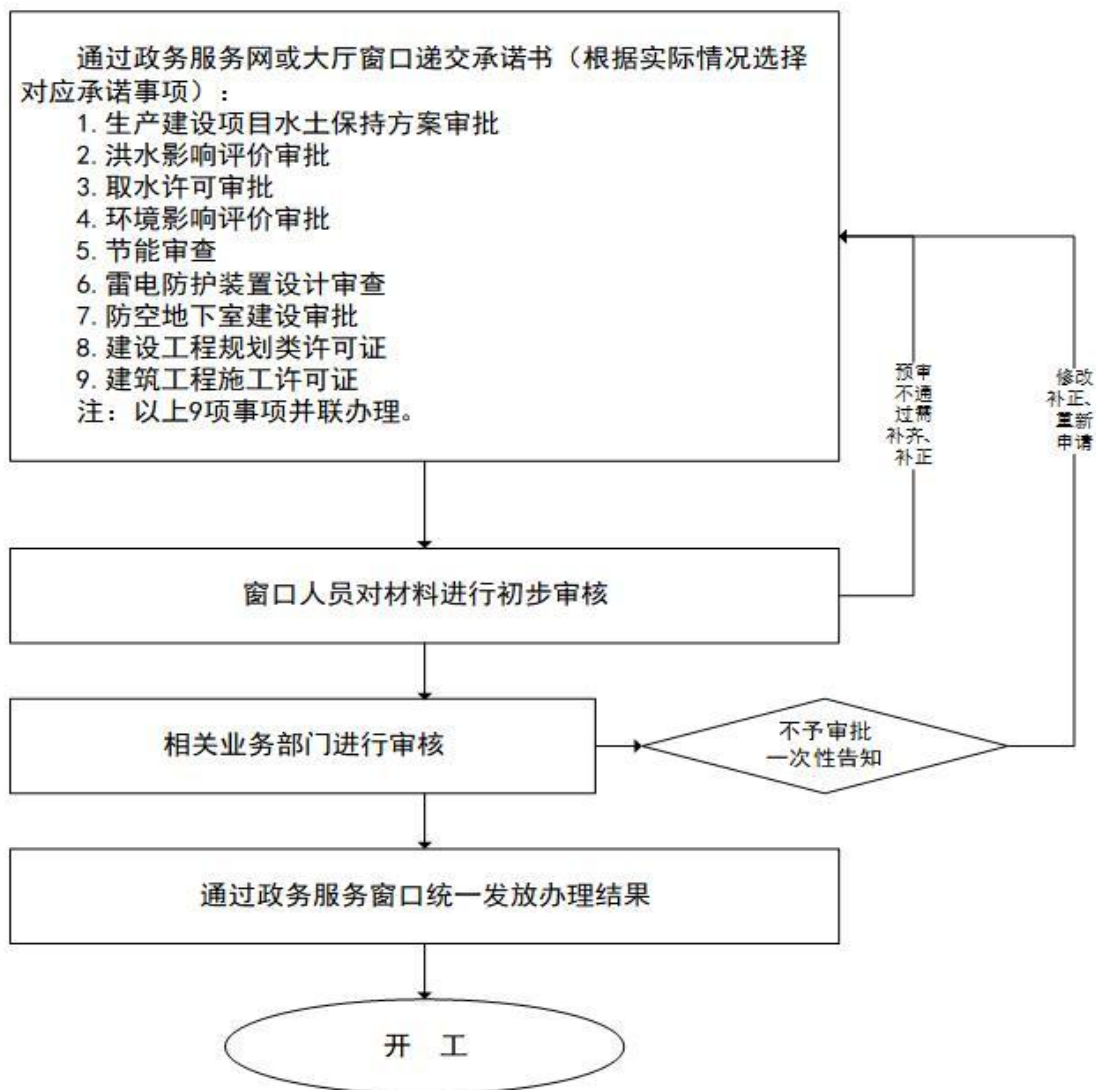 通过政务服务网或大厅窗口递交承诺书（根据实际情况选择
对应承诺事项）：
1. 生产建设项目水土保持方案审批
2. 洪水影响评价审批
3. 取水许可审批
4. 环境影响评价审批
5. 节能审查
6. 雷电防护装置设计审查
7. 防空地下室建设审批
8. 建设工程规划类许可证
9. 建筑工程施工许可证
注：以上9项事项并联办理。
预审
不通
过需
补齐、
补正
修改
补正、
重新
申请
窗口人员对材料进行初步审核
相关业务部门进行审核
不予审批
一次性告知
通过政务服务窗口统一发放办理结果
开 工